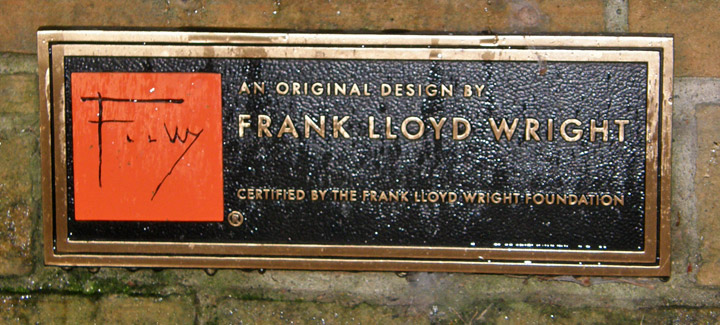 AN ORIGINAL DESIGN BY
FRANK LLOYD WRIGHT
CERTIFIED BY THE FRANK LLOYD WRIGHT FOUNDATION
®